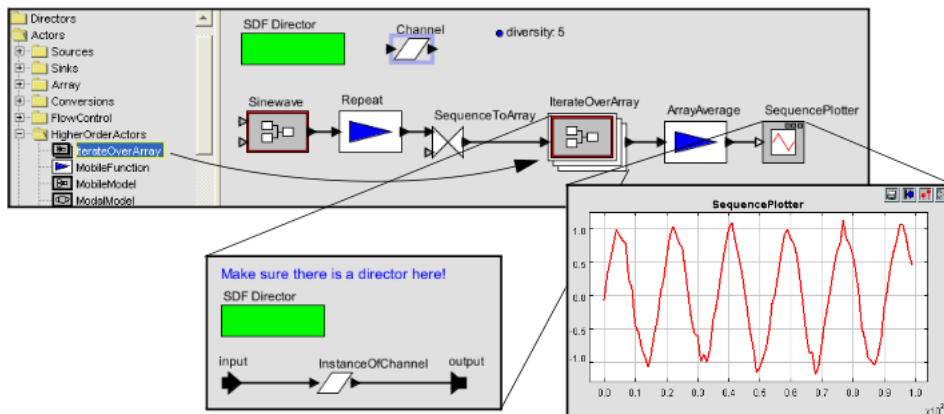 Directors
Actors
Sources
Sinks
Array
Conversions
FlowControl
HigherOrderActors
IterateOverArray
MobileFunction
MobileModel
ModalModel
SDF Director
Channel
diversity: 5
Sinewave
Repeat
SequenceToArray
IterateOverArray
ArrayAverage
SequencePlotter
Make sure there is a director here!
SDF Director
input
InstanceOfChannel
output
SequencePlotter
1.0
0.5
0.0
-0.5
-1.0
0.0 0.1 0.2 0.3 0.4 0.5 0.6 0.7 0.8 0.9 1.0
x10^2